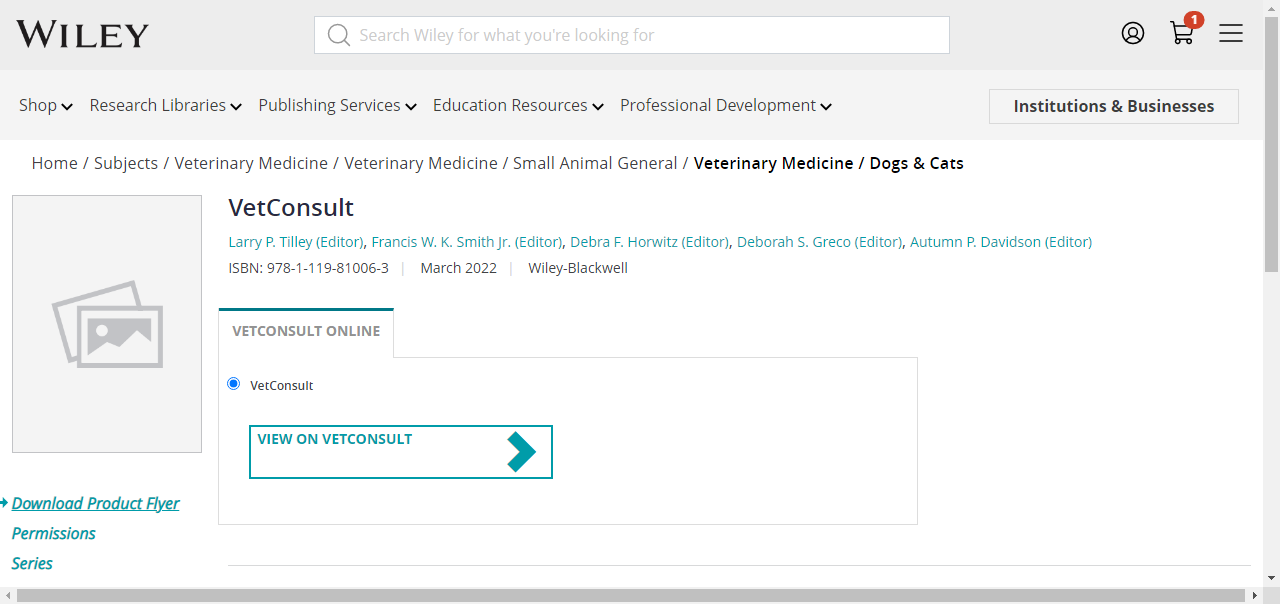 WILEY
Search Wiley for what you're looking for
1
Shop Research Libraries Publishing Services Education Resources Professional Development Institutions & Businesses
Home / Subjects / Veterinary Medicine / Veterinary Medicine / Small Animal General / Veterinary Medicine / Dogs & Cats
VetConsult
Larry P. Tilley (Editor), Francis W. K. Smith Jr. (Editor), Debra F. Horwitz (Editor), Deborah S. Greco (Editor), Autumn P. Davidson (Editor)
ISBN: 978-1-119-81006-3 | March 2022 | Wiley-Blackwell
VETCONSULT ONLINE
VetConsult
VIEW ON VETCONSULT
Download Product Flyer
Permissions
Series